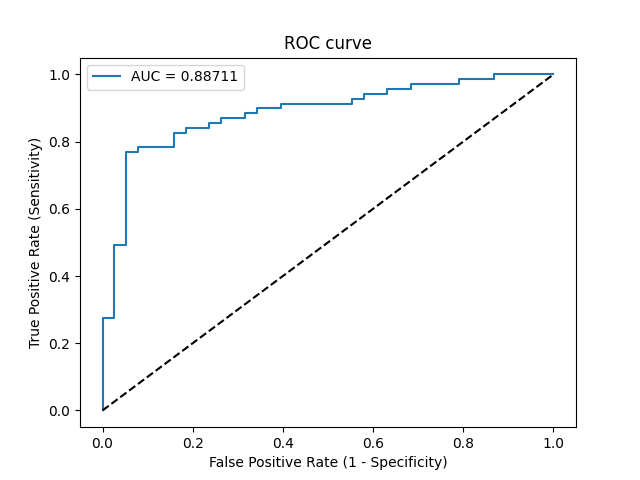 ROC curve
AUC = 0.88711
1.0
0.8
0.6
0.4
0.2
0.0
True Positive Rate (Sensitivity)
0.0 0.2 0.4 0.6 0.8 1.0
False Positive Rate (1 - Specificity)